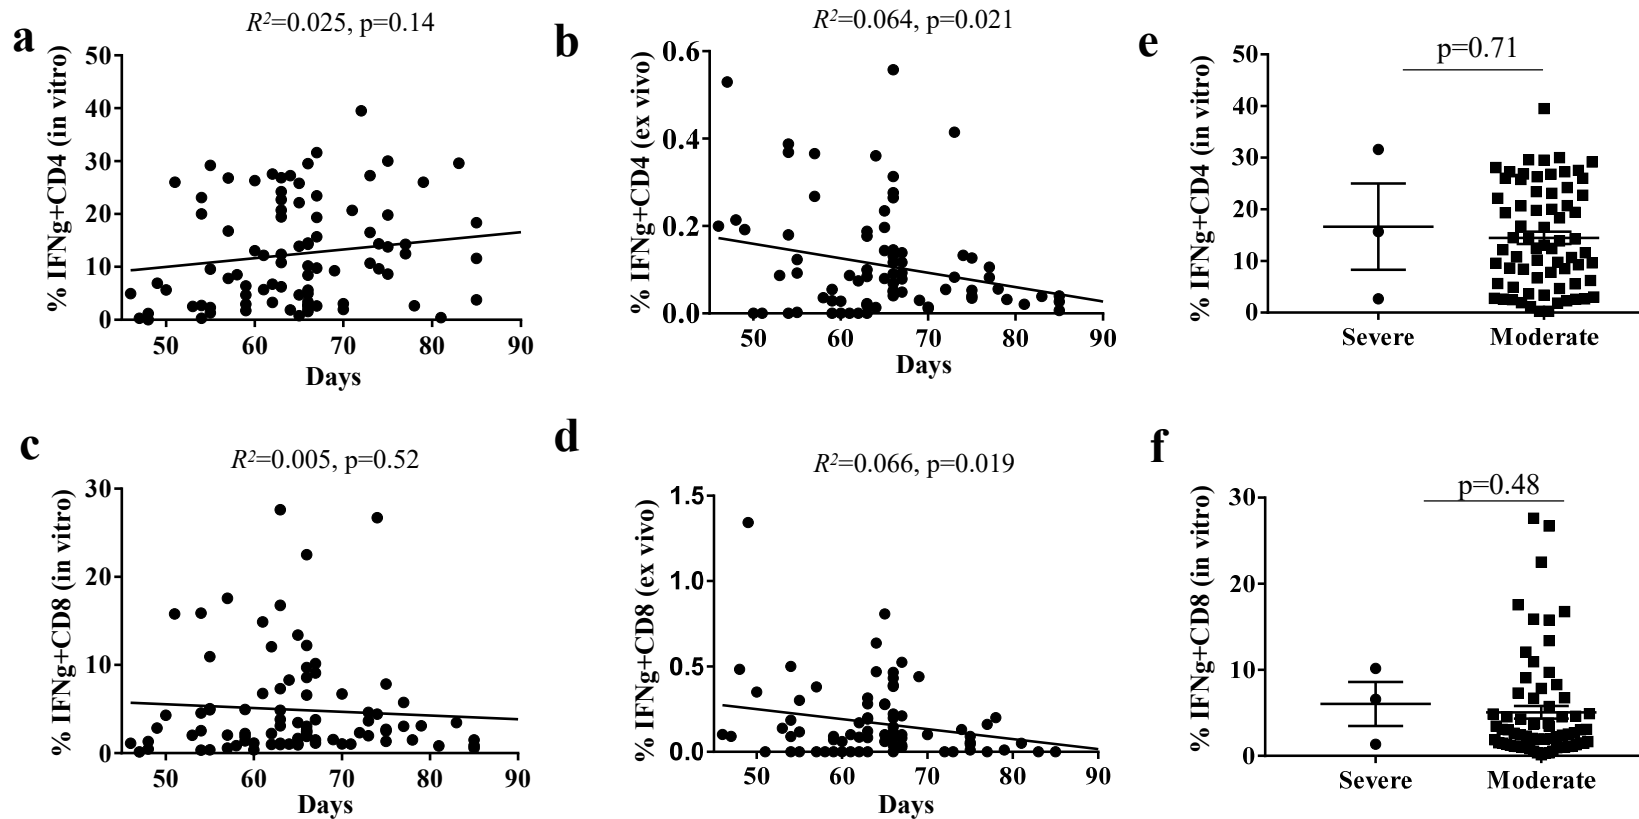 a
R²=0.025, p=0.14
% IFNg+CD4 (in vitro)
50
40
30
20
10
0
50 60 70 80 90
Days
b
R²=0.064, p=0.021
% IFNg+CD4 (ex vivo)
0.6
0.4
0.2
0.0
50 60 70 80 90
Days
e
p=0.71
% IFNg+CD4 (in vitro)
50
40
30
20
10
0
Severe Moderate
c
R²=0.005, p=0.52
% IFNg+CD8 (in vitro)
30
20
10
0
50 60 70 80 90
Days
d
R²=0.066, p=0.019
% IFNg+CD8 (ex vivo)
1.5
1.0
0.5
0.0
50 60 70 80 90
Days
f
p=0.48
% IFNg+CD8 (in vitro)
30
20
10
0
Severe Moderate